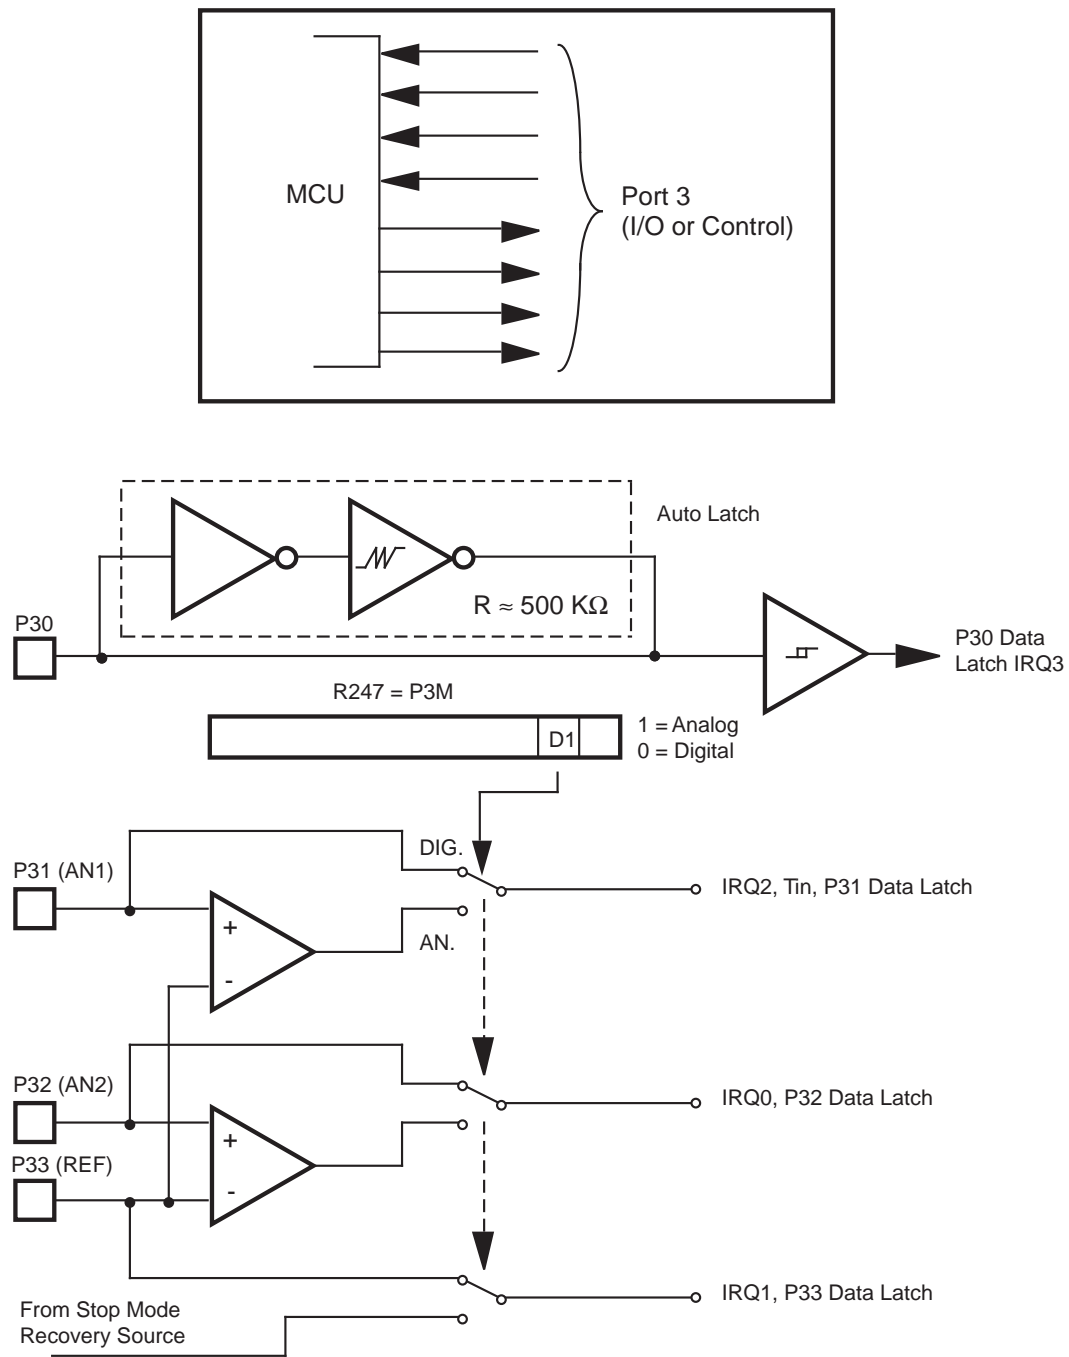 MCU
Port 3
(I/O or Control)
Auto Latch
R ≈ 500 KΩ
P30
P30 Data
Latch IRQ3
R247 = P3M
D1
1 = Analog
0 = Digital
DIG.
P31 (AN1)
IRQ2, Tin, P31 Data Latch
+
AN.
-
P32 (AN2)
IRQ0, P32 Data Latch
+
P33 (REF)
-
IRQ1, P33 Data Latch
From Stop Mode
Recovery Source